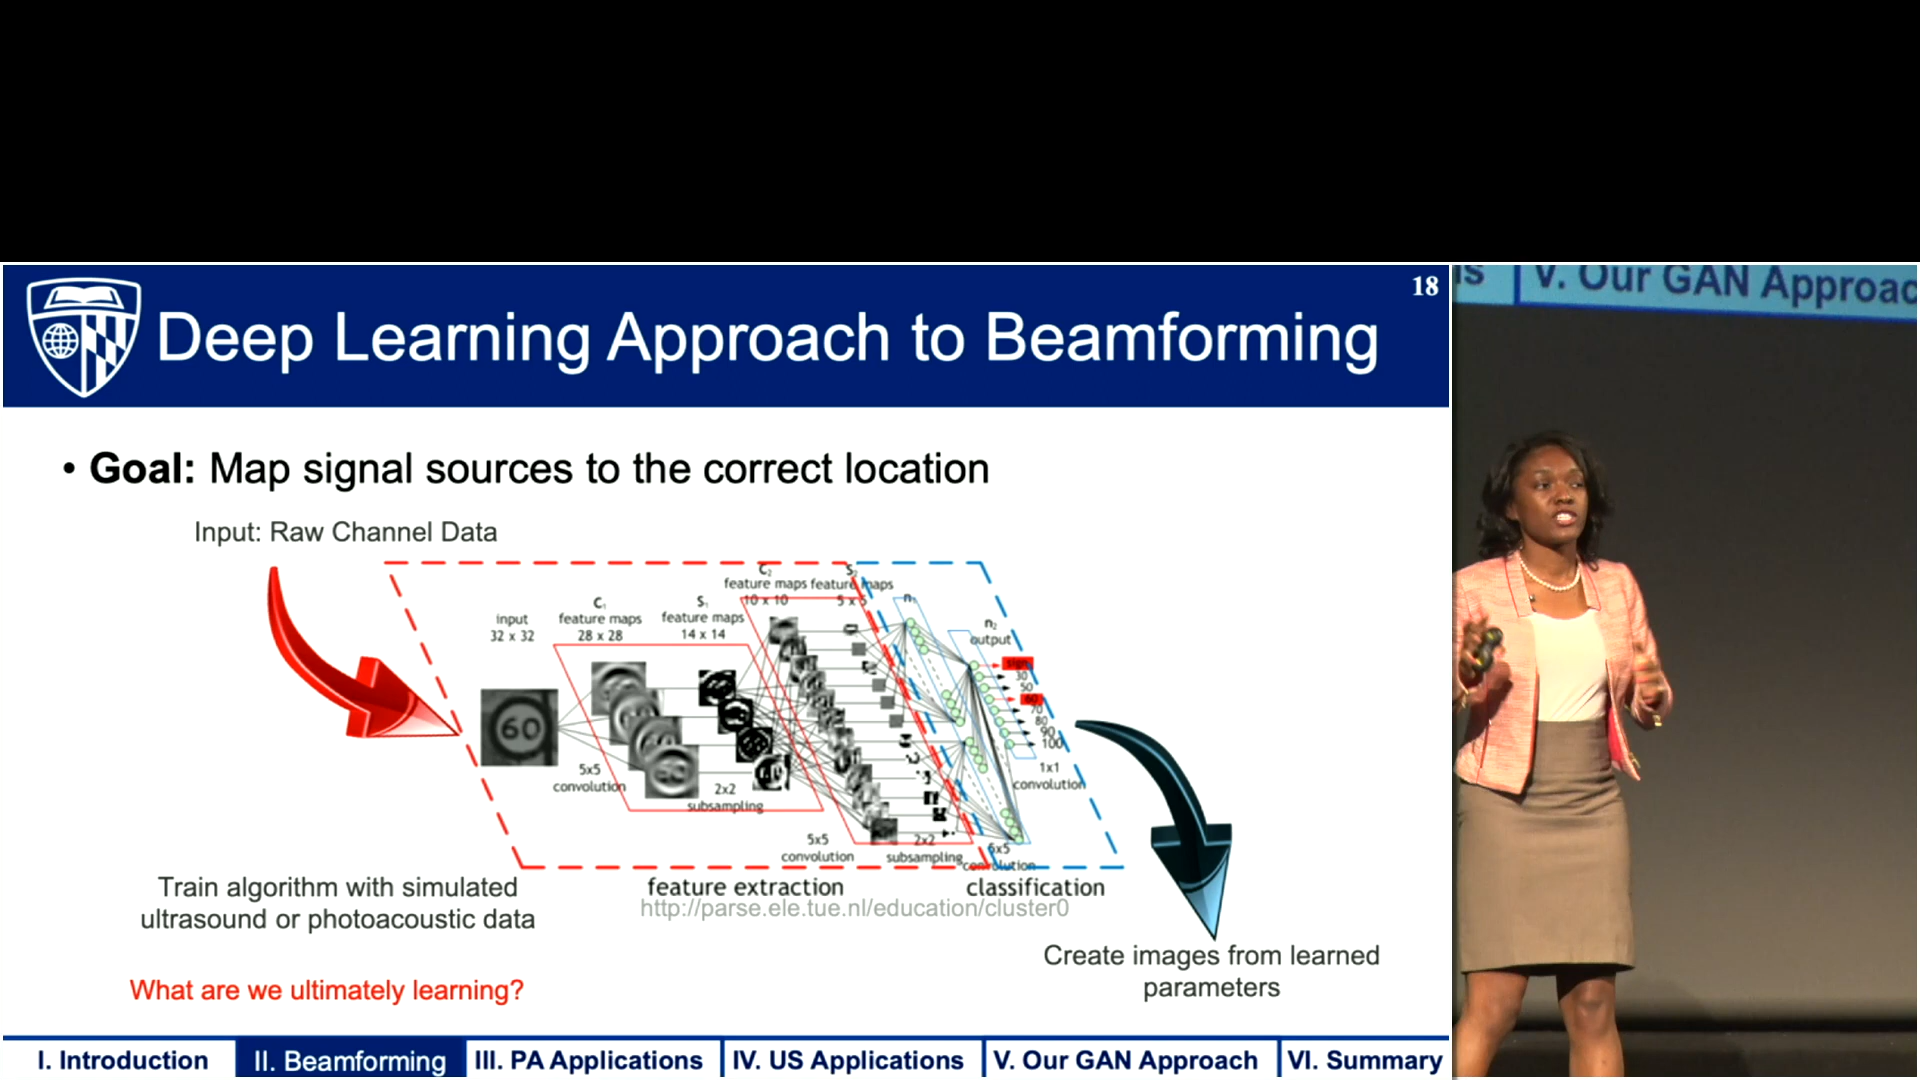 18
Deep Learning Approach to Beamforming
• Goal: Map signal sources to the correct location
Input: Raw Channel Data
input
32 x 32
C1
feature maps
28 x 28
S1
feature maps
14 x 14
C2
feature maps
10 x 10
S2
feature maps
5 x 5
n1
n2
output
sign
30
50
60
70
80
90
100
60
5x5
convolution
2x2
subsampling
5x5
convolution
2x2
subsampling
convolution
1x1
convolution
feature extraction
classification
http://parse.ele.tue.nl/education/cluster0
Train algorithm with simulated
ultrasound or photoacoustic data
What are we ultimately learning?
Create images from learned
parameters
I. Introduction
II. Beamforming
III. PA Applications
IV. US Applications
V. Our GAN Approach
VI. Summary
V. Our GAN Approac